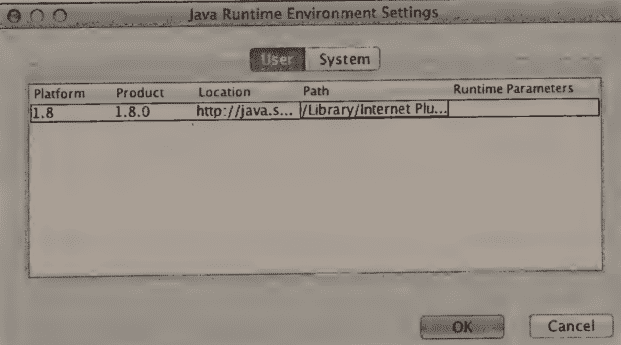 Java Runtime Environment Settings
User System
Platform Product Location Path Runtime Parameters
1.8 1.8.0 http://java.s... /Library/Internet Plu...
OK Cancel